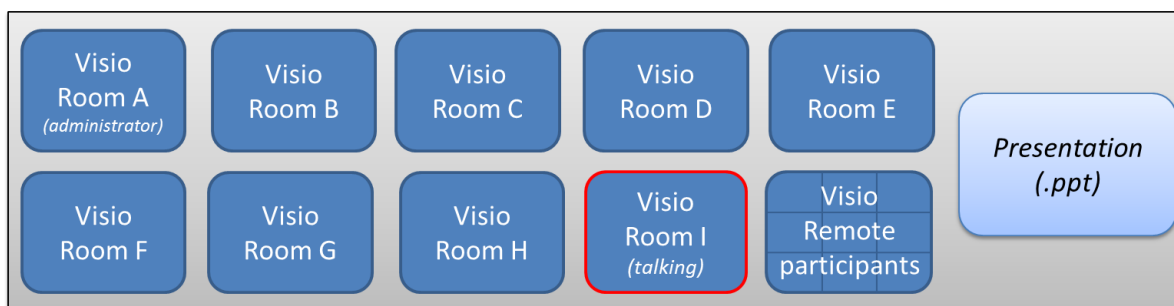 Visio
Room A
(administrator)
Visio
Room B
Visio
Room C
Visio
Room D
Visio
Room E
Visio
Room F
Visio
Room G
Visio
Room H
Visio
Room I
(talking)
Visio
Remote
participants
Presentation
(.ppt)